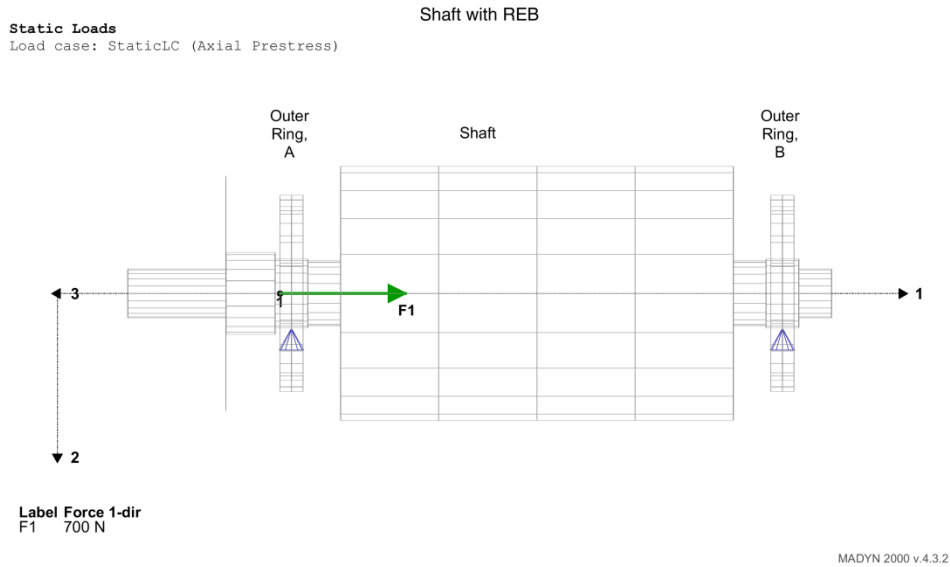 Shaft with REB
Static Loads
Load case: StaticLC (Axial Prestress)
Outer
Ring,
A
Shaft
Outer
Ring,
B
3
1
F1
1
2
Label Force 1-dir
F1 700 N
MADYN 2000 v.4.3.2